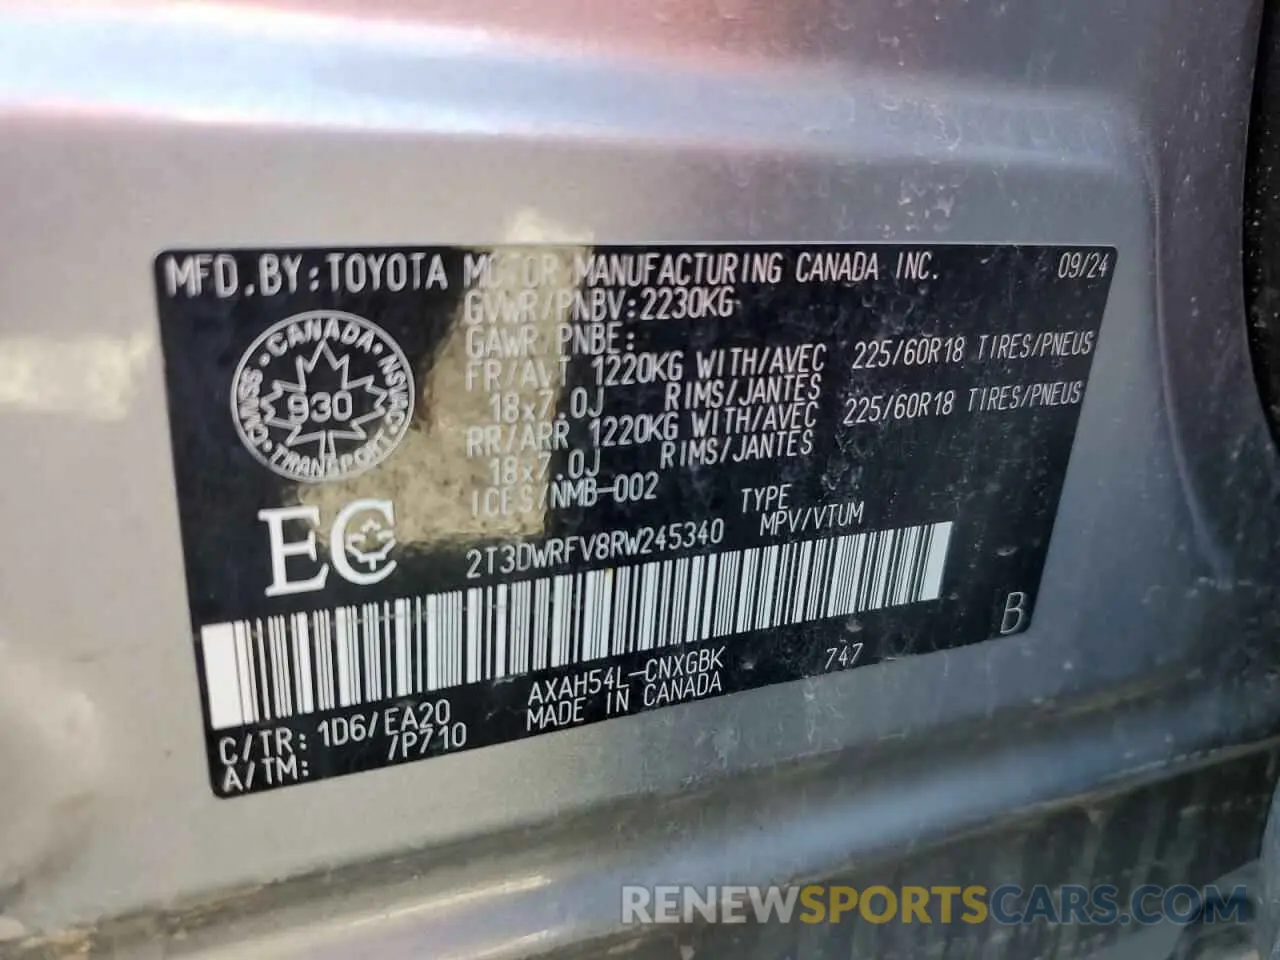 MFD.BY:TOYOTA MOTOR MANUFACTURING CANADA INC. 09/24
GVWR/PNBV:2230KG
GAWR/PNBE:
FR/AVT 1220KG WITH/AVEC 225/60R18 TIRES/PNEUS
18x7.0J RIMS/JANTES
RR/ARR 1220KG WITH/AVEC 225/60R18 TIRES/PNEUS
18x7.0J RIMS/JANTES
ICES/NMB-002
TYPE
MPV/VTUM
CANADA · NSVAC · TRANSPORT · CMVSS
930
EC
2T3DWRFV8RW245340
B
AXAH54L-CNXGBK 747
MADE IN CANADA
C/TR: 1D6/EA20
A/TM: /P710
RENEWSPORTSCARS.COM